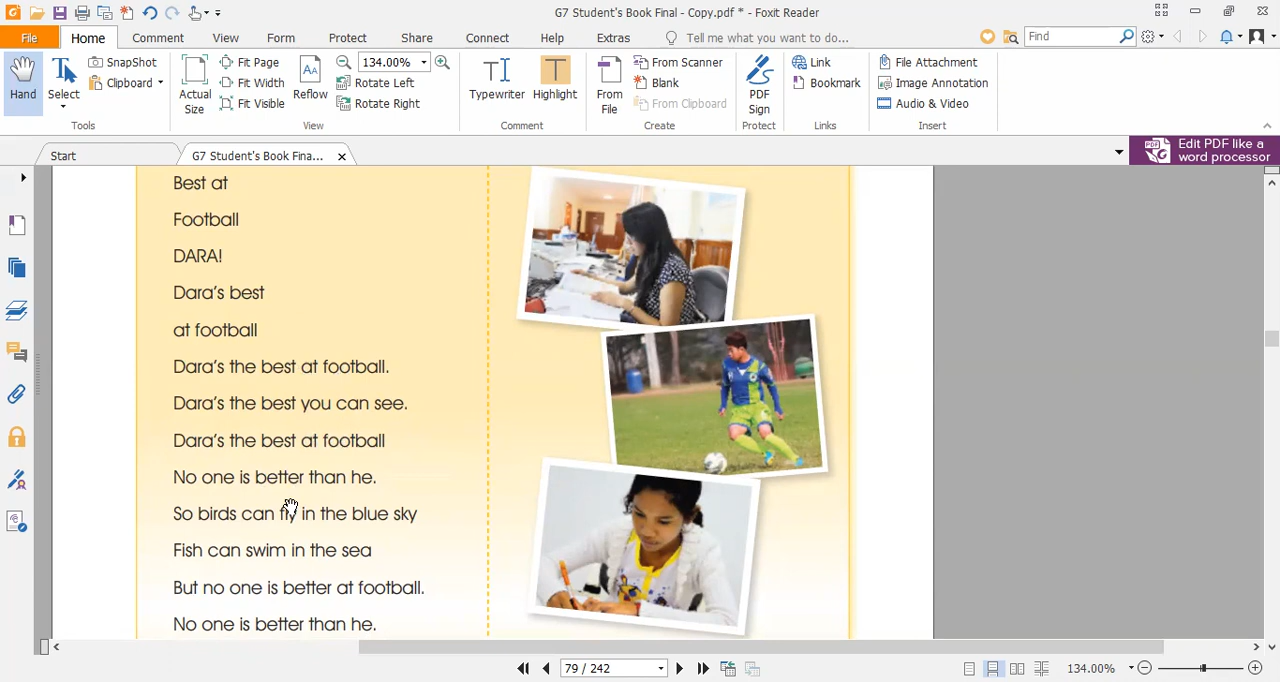 G7 Student's Book Final - Copy.pdf * - Foxit Reader
File Home Comment View Form Protect Share Connect Help Extras Tell me what you want to do... Find
Hand
Select
SnapShot
Clipboard
Tools
Actual Size
Fit Page
Fit Width
Fit Visible
Reflow
134.00%
Rotate Left
Rotate Right
View
Typewriter
Highlight
Comment
From File
From Scanner
Blank
From Clipboard
Create
PDF Sign
Protect
Link
Bookmark
Links
File Attachment
Image Annotation
Audio & Video
Insert
Start
G7 Student's Book Fina...
Edit PDF like a
word processor
Best at
Football
DARA!
Dara's best
at football
Dara's the best at football.
Dara's the best you can see.
Dara's the best at football
No one is better than he.
So birds can fly in the blue sky
Fish can swim in the sea
But no one is better at football.
No one is better than he.
79 / 242
134.00%